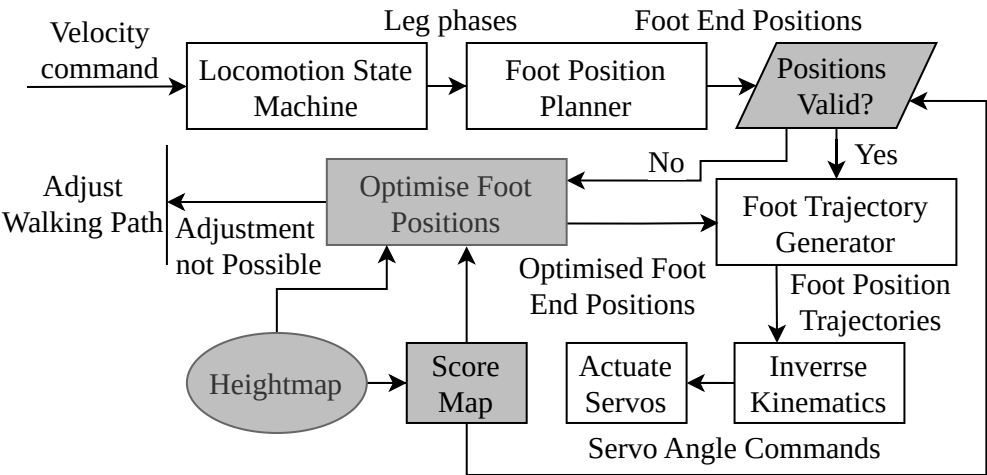 Leg phases
Foot End Positions
Velocity
command
Locomotion State
Machine
Foot Position
Planner
Positions
Valid?
No
Yes
Adjust
Walking Path
Adjustment
not Possible
Optimise Foot
Positions
Foot Trajectory
Generator
Optimised Foot
End Positions
Foot Position
Trajectories
Heightmap
Score
Map
Actuate
Servos
Inverrse
Kinematics
Servo Angle Commands